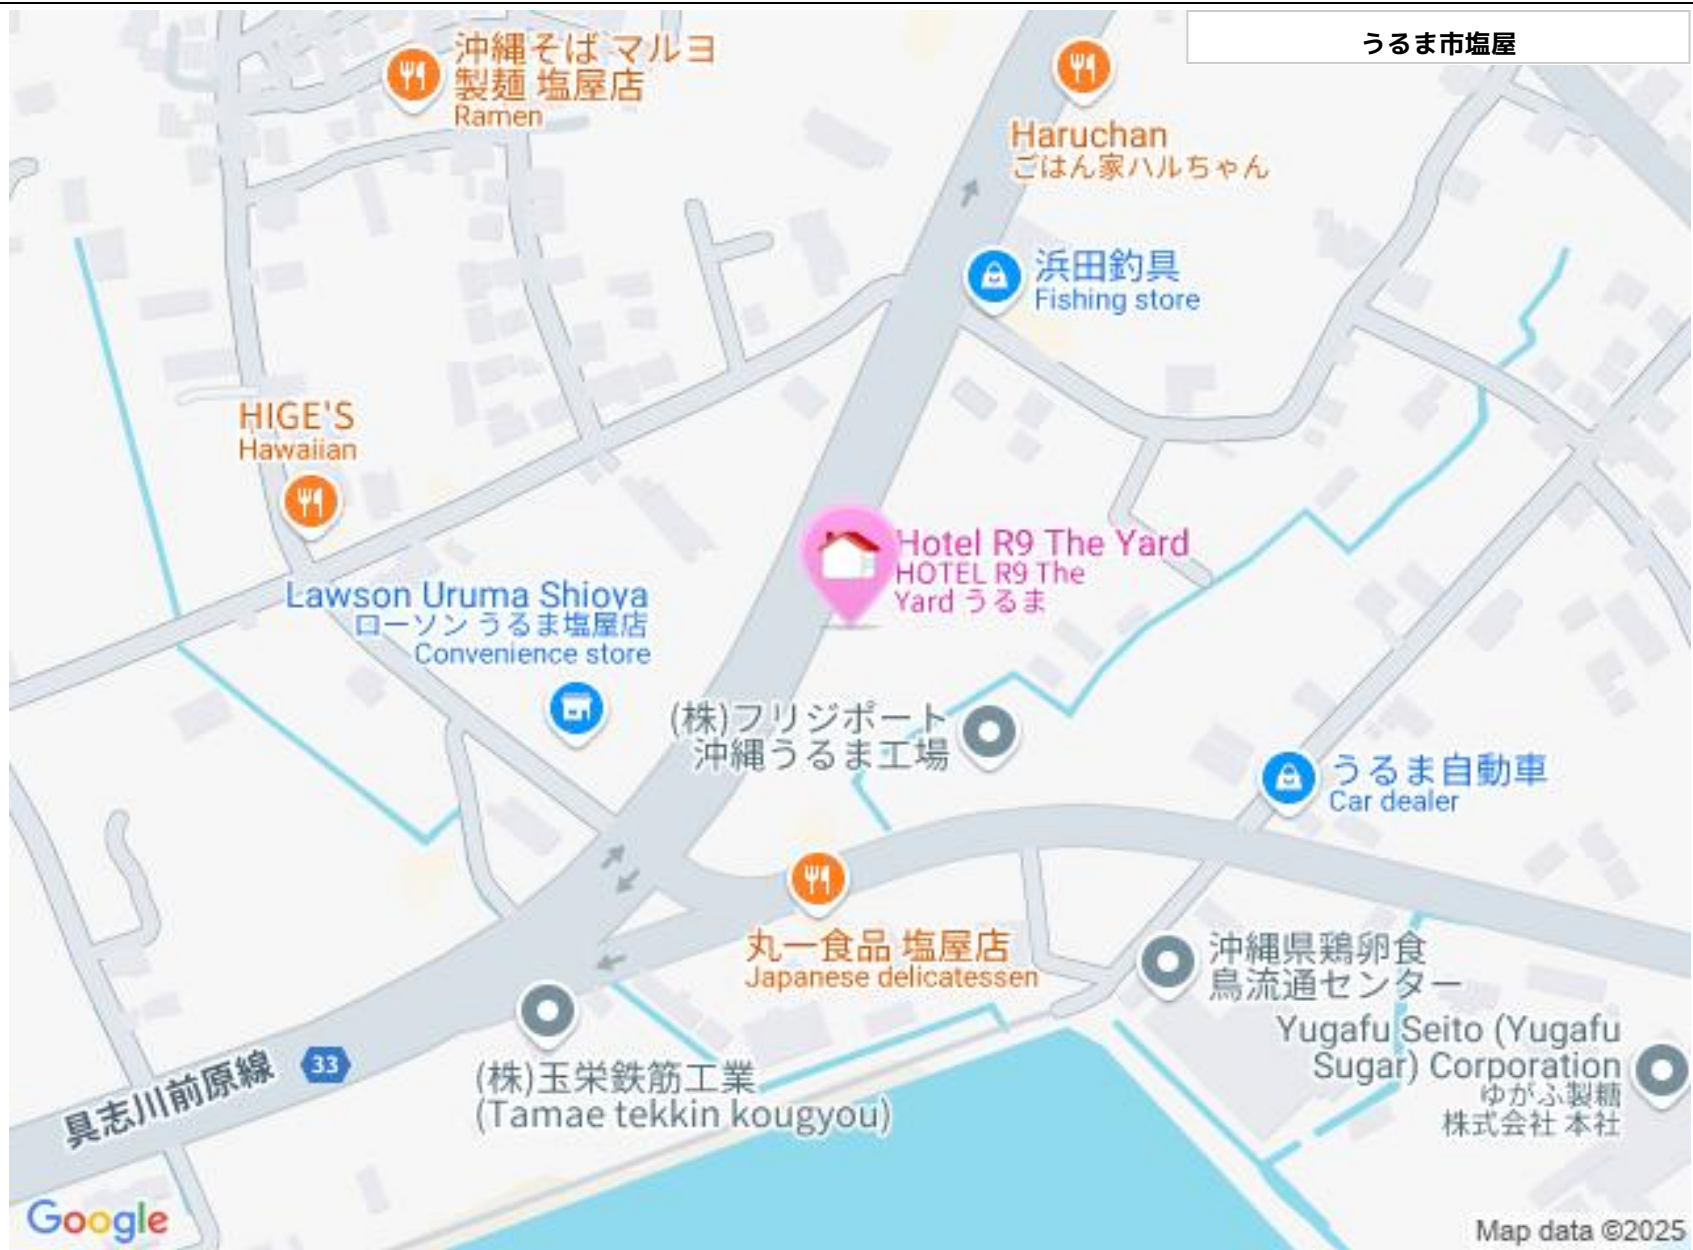 うるま市塩屋
沖縄そば マルヨ
製麺 塩屋店
Ramen
Haruchan
ごはん家ハルちゃん
浜田釣具
Fishing store
HIGE'S
Hawaiian
Hotel R9 The Yard
HOTEL R9 The
Yard うるま
Lawson Uruma Shioya
ローソン うるま塩屋店
Convenience store
(株)フリジポート
沖縄うるま工場
うるま自動車
Car dealer
丸一食品 塩屋店
Japanese delicatessen
沖縄県鶏卵食
鳥流通センター
Yugafu Seito (Yugafu
Sugar) Corporation
ゆがふ製糖
株式会社 本社
(株)玉栄鉄筋工業
(Tamae tekkin kougyou)
具志川前原線
33
Google
Map data ©2025